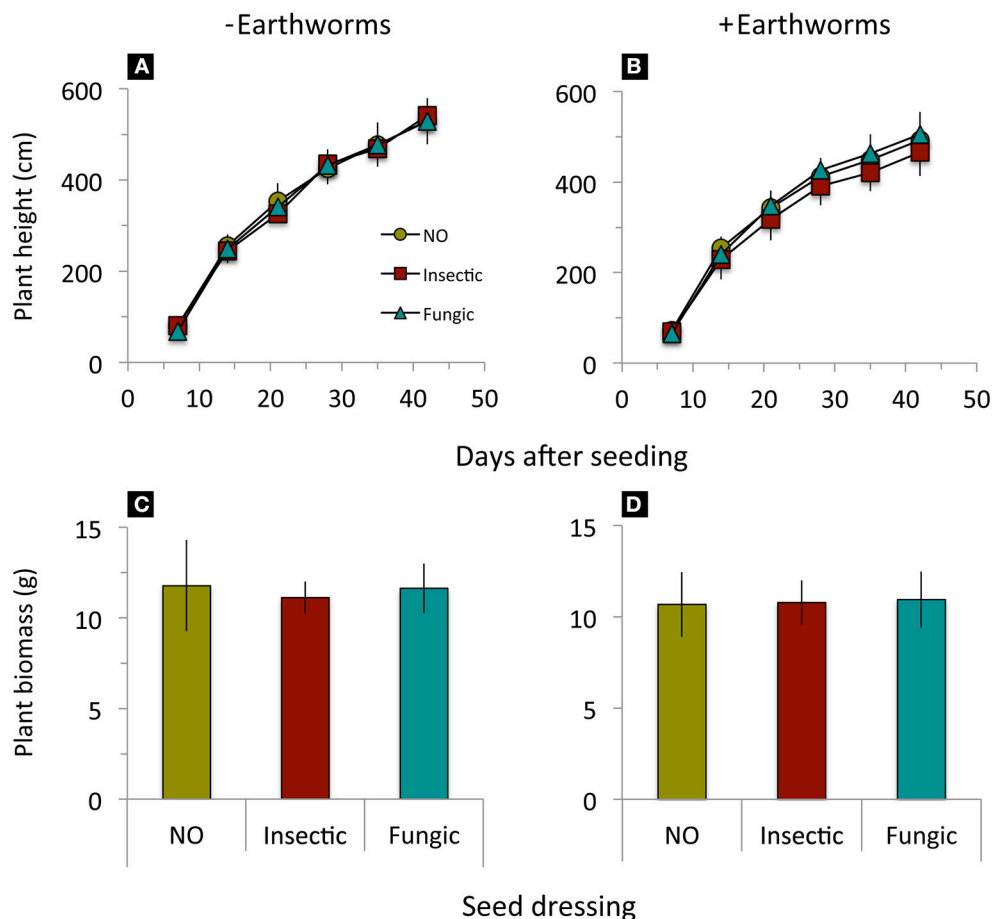 -Earthworms
+Earthworms
A
B
Plant height (cm)
600
400
200
0
0 10 20 30 40 50
NO
Insectic
Fungic
600
400
200
0
0 10 20 30 40 50
Days after seeding
C
D
Plant biomass (g)
15
10
5
0
NO Insectic Fungic
15
10
5
0
NO Insectic Fungic
Seed dressing